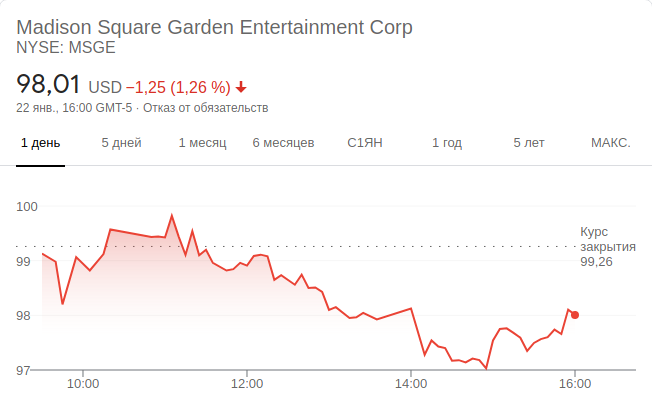 Madison Square Garden Entertainment Corp
NYSE: MSGE
98,01 USD −1,25 (1,26 %)
22 янв., 16:00 GMT-5 · Отказ от обязательств
1 день 5 дней 1 месяц 6 месяцев С1ЯН 1 год 5 лет МАКС.
100
99
98
97
Курс
закрытия
99,26
10:00 12:00 14:00 16:00